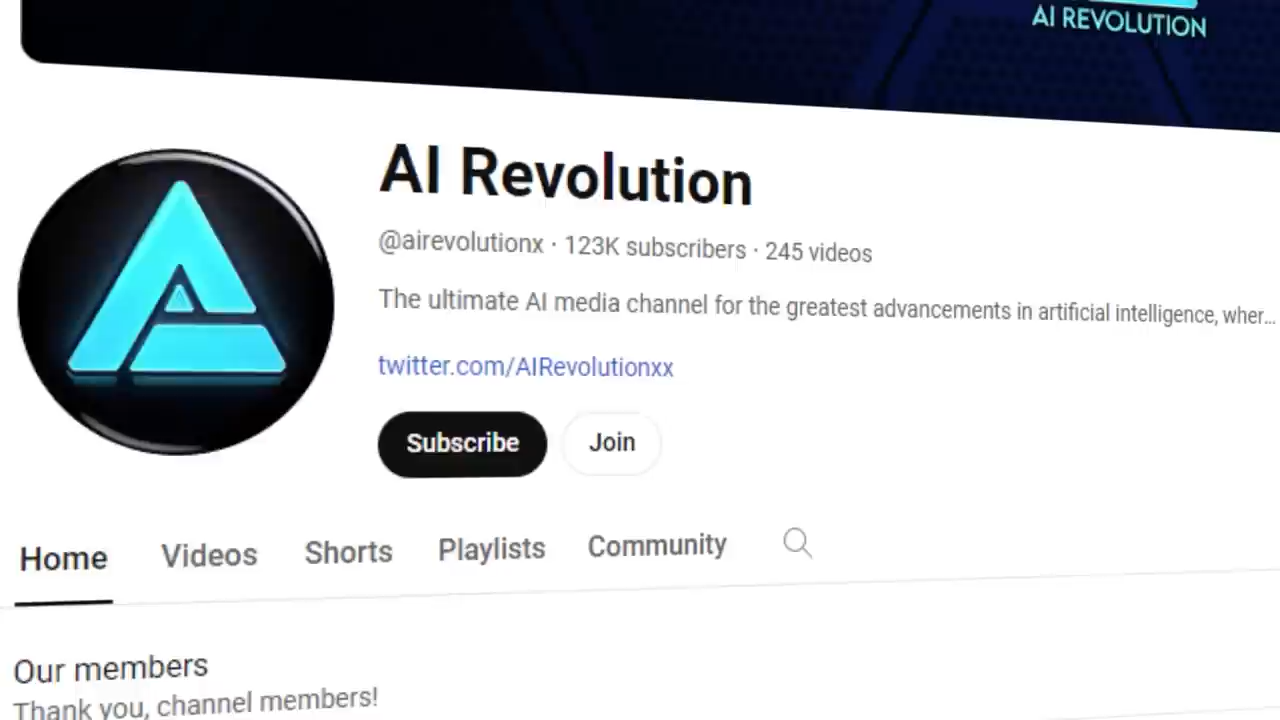 AI REVOLUTION
AI Revolution
@airevolutionx · 123K subscribers · 245 videos
The ultimate AI media channel for the greatest advancements in artificial intelligence, wher...
twitter.com/AIRevolutionxx
Subscribe Join
Home Videos Shorts Playlists Community
Our members
Thank you, channel members!